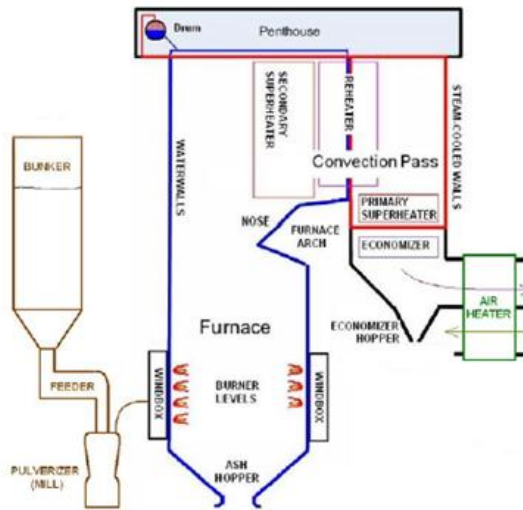 Drum
Penthouse
SECONDARY
SUPERHEATER
REHEATER
STEAM-COOLED WALLS
WATERWALLS
BUNKER
Convection Pass
NOSE
FURNACE
ARCH
PRIMARY
SUPERHEATER
ECONOMIZER
AIR
HEATER
ECONOMIZER
HOPPER
Furnace
WINDBOX
BURNER
LEVELS
WINDBOX
FEEDER
PULVERIZER
(MILL)
ASH
HOPPER